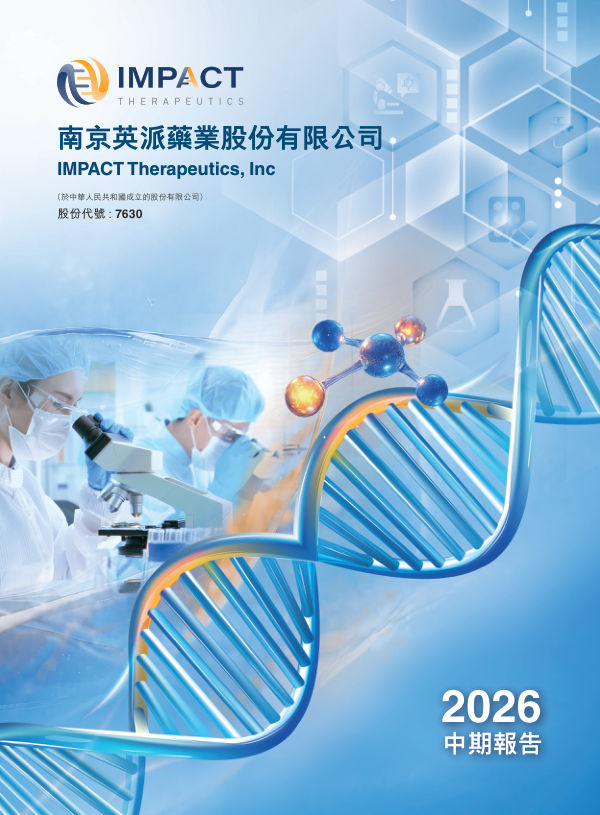 IMPACT
THERAPEUTICS
南京英派藥業股份有限公司
IMPACT Therapeutics, Inc
（於中華人民共和國成立的股份有限公司）
股份代號 : 7630
2026
中期報告